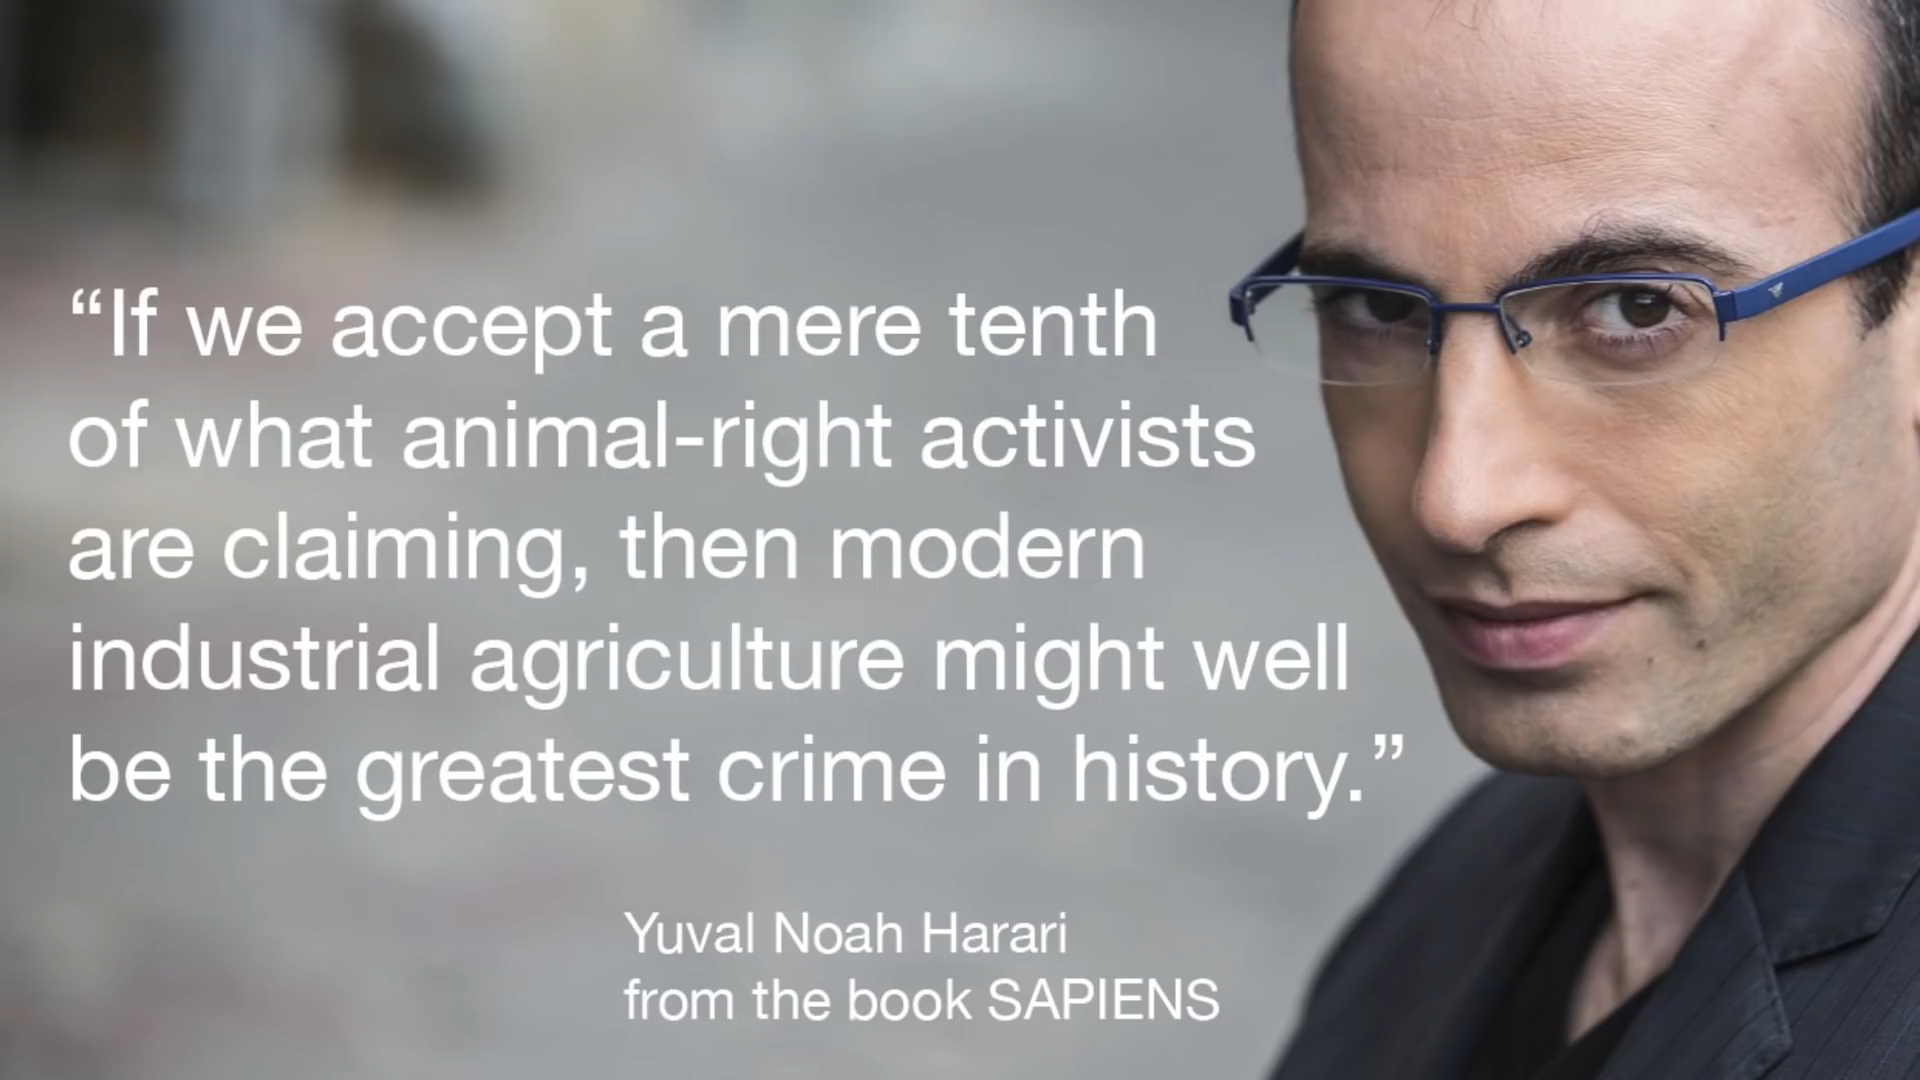 “If we accept a mere tenth
of what animal-right activists
are claiming, then modern
industrial agriculture might well
be the greatest crime in history.”
Yuval Noah Harari
from the book SAPIENS